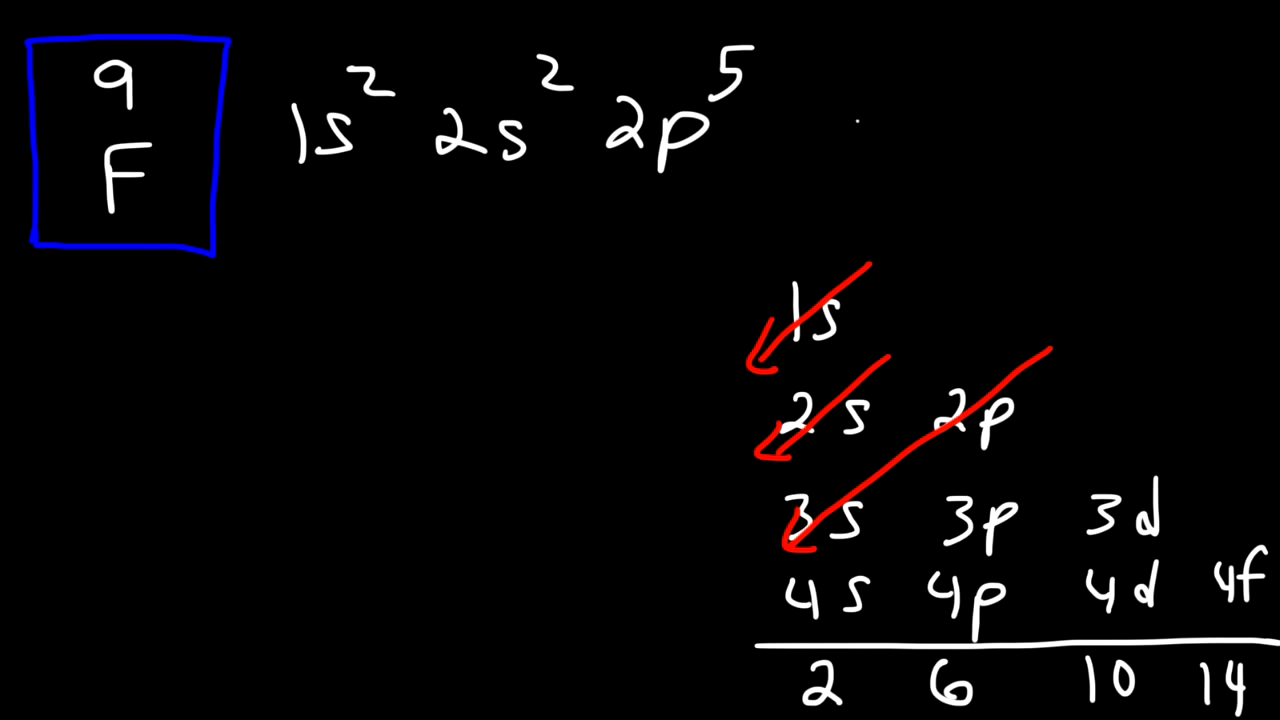 9
F
1s² 2s² 2p⁵
1s
2s 2p
3s 3p 3d
4s 4p 4d 4f
2 6 10 14